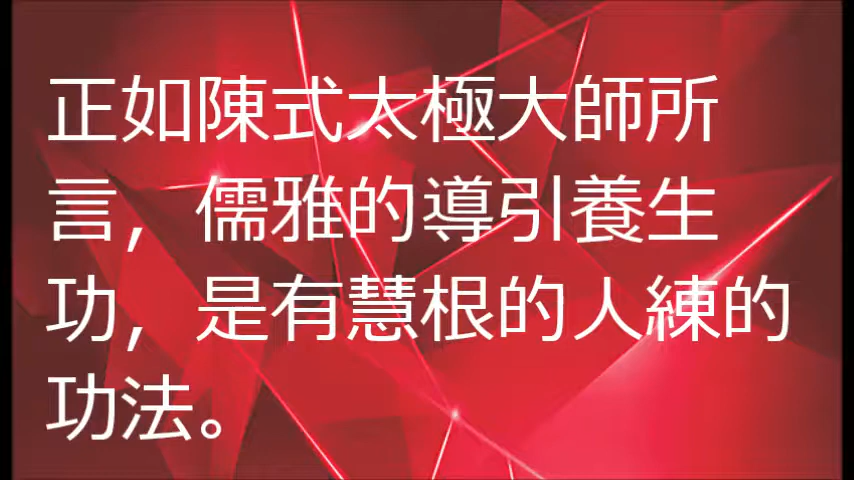 正如陳式太極大師所
言，儒雅的導引養生
功，是有慧根的人練的
功法。